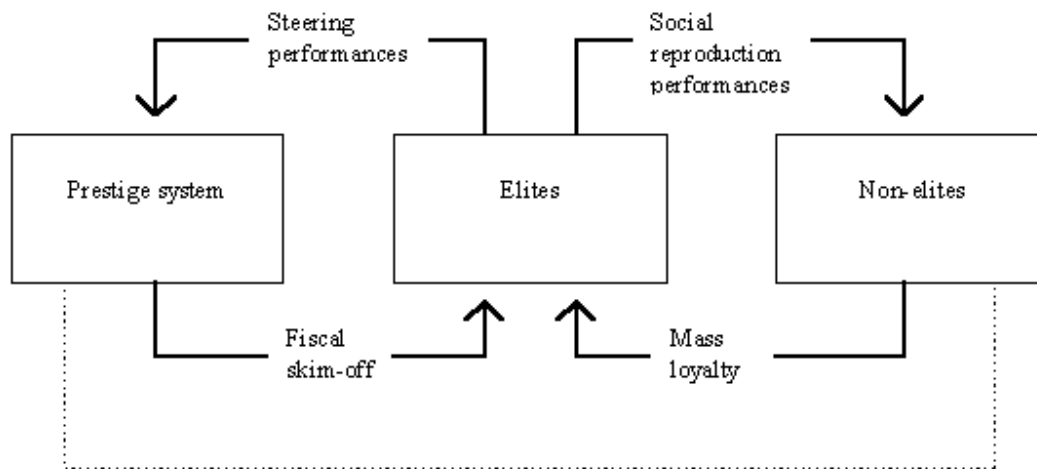 Steering
performances
Social
reproduction
performances
Prestige system
Elites
Non-elites
Fiscal
skim-off
Mass
loyalty